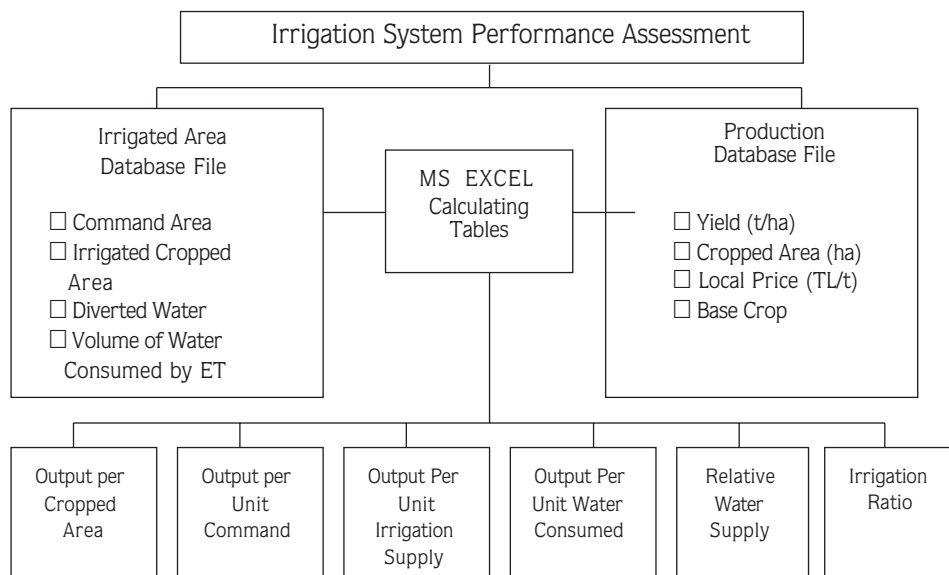 Irrigation System Performance Assessment
Irrigated Area
Database File
☐ Command Area
☐ Irrigated Cropped
Area
☐ Diverted Water
☐ Volume of Water
Consumed by ET
MS EXCEL
Calculating
Tables
Production
Database File
☐ Yield (t/ha)
☐ Cropped Area (ha)
☐ Local Price (TL/t)
☐ Base Crop
Output per
Cropped
Area
Output per
Unit
Command
Output Per
Unit
Irrigation
Supply
Output Per
Unit Water
Consumed
Relative
Water
Supply
Irrigation
Ratio